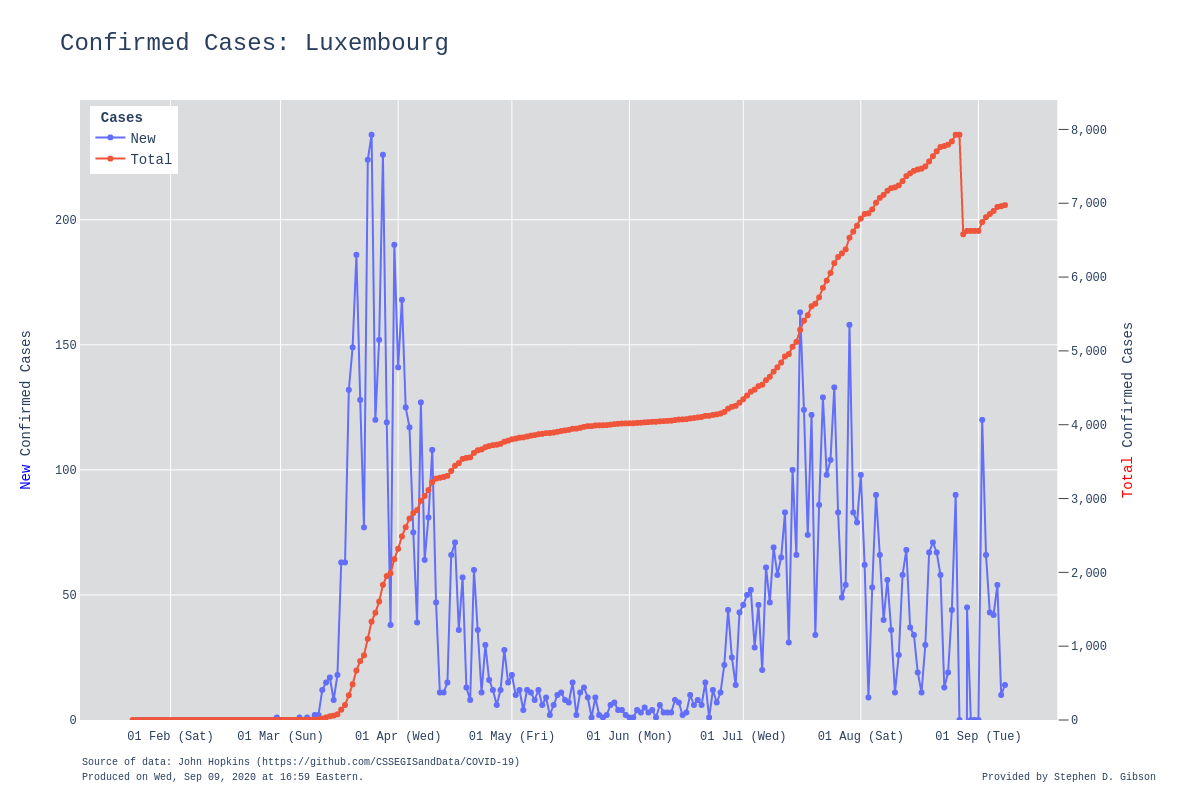 Confirmed Cases: Luxembourg
Cases
New
Total
200
150
100
50
0
8,000
7,000
6,000
5,000
4,000
3,000
2,000
1,000
0
New Confirmed Cases
Total Confirmed Cases
01 Feb (Sat) 01 Mar (Sun) 01 Apr (Wed) 01 May (Fri) 01 Jun (Mon) 01 Jul (Wed) 01 Aug (Sat) 01 Sep (Tue)
Source of data: John Hopkins (https://github.com/CSSEGISandData/COVID-19)
Produced on Wed, Sep 09, 2020 at 16:59 Eastern.
Provided by Stephen D. Gibson